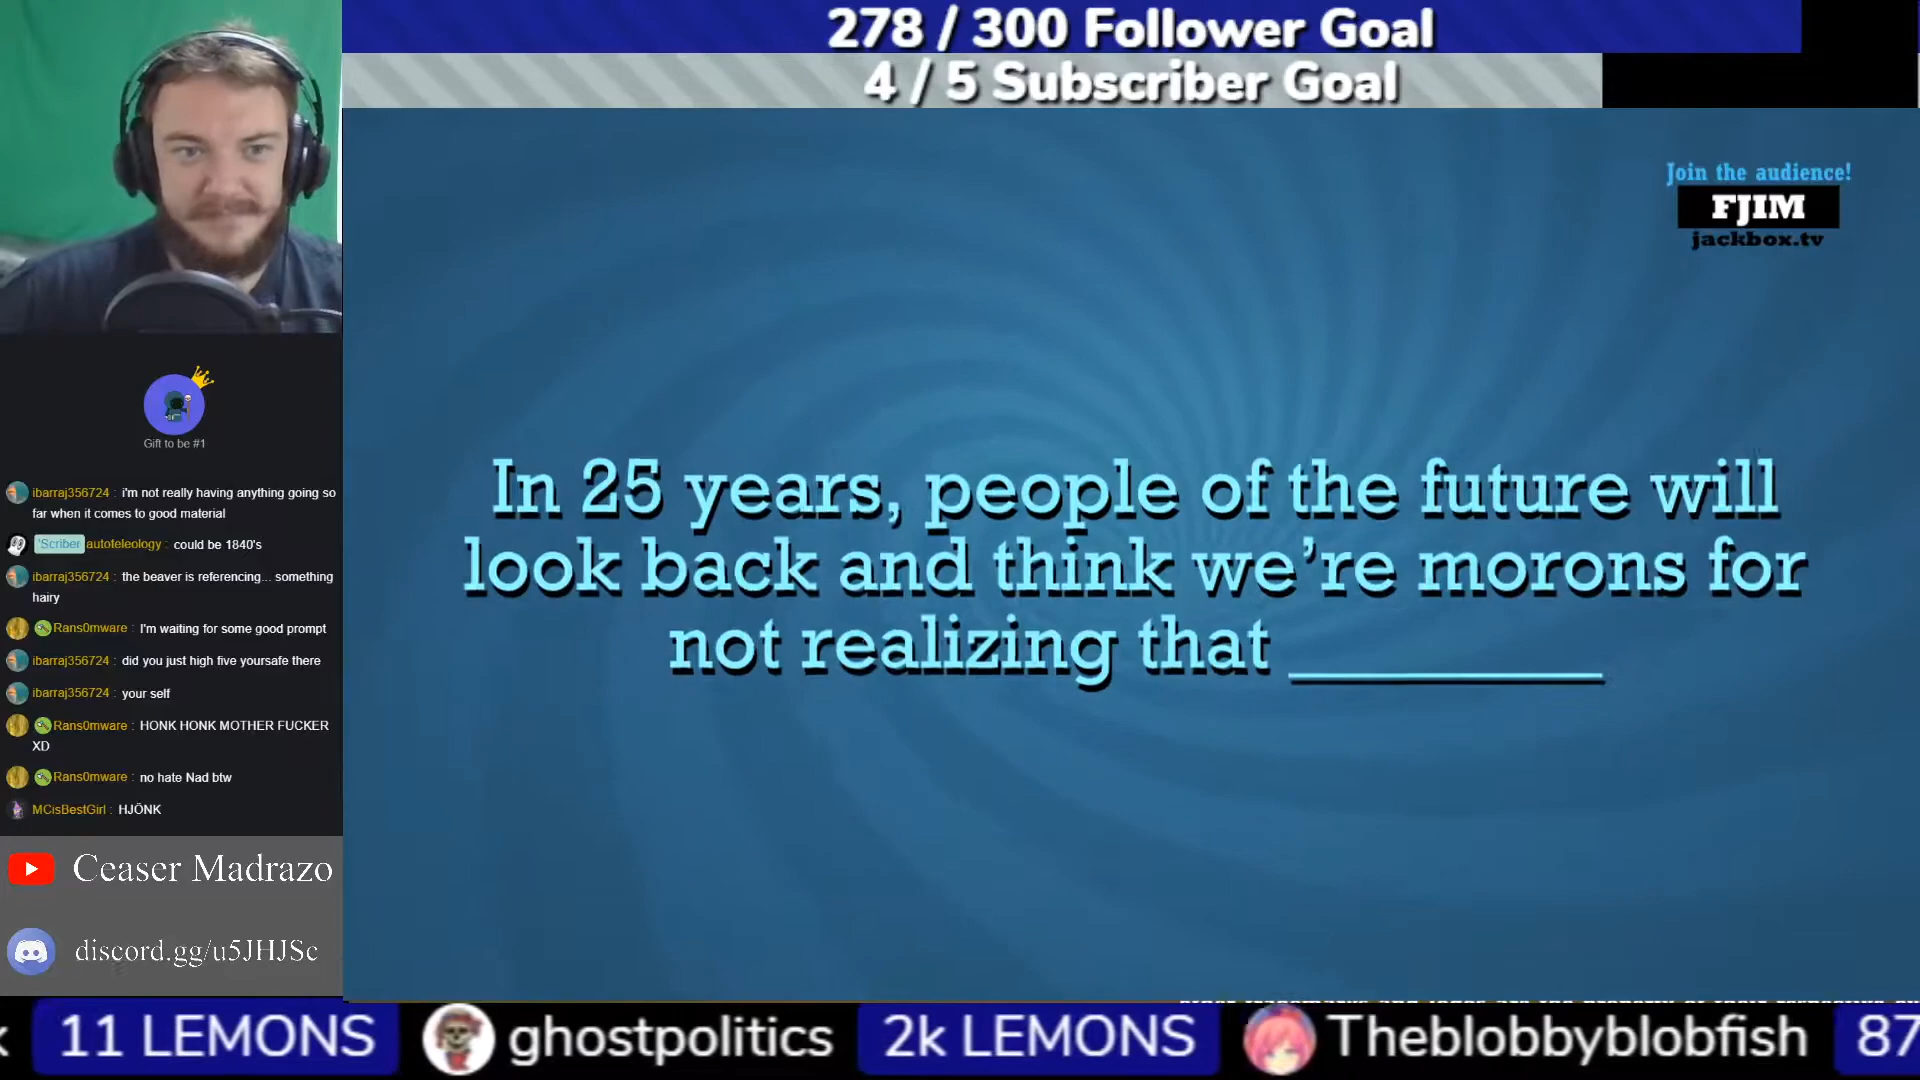 278 / 300 Follower Goal
4 / 5 Subscriber Goal
Join the audience!
FJIM
jackbox.tv
In 25 years, people of the future will
look back and think we're morons for
not realizing that __________
Gift to be #1
ibarraj356724 : i'm not really having anything going so
far when it comes to good material
'Scriber autofeleology : could be 1840's
ibarraj356724 : the beaver is referencing... something
hairy
Rans0mware : I'm waiting for some good prompt
ibarraj356724 : did you just high five yoursafe there
ibarraj356724 : your self
Rans0mware : HONK HONK MOTHER FUCKER
XD
Rans0mware : no hate Nad btw
MCisBestGirl : HJÖNK
Ceaser Madrazo
discord.gg/u5JHJSc
11 LEMONS ghostpolitics 2k LEMONS Theblobbyblobfish 87